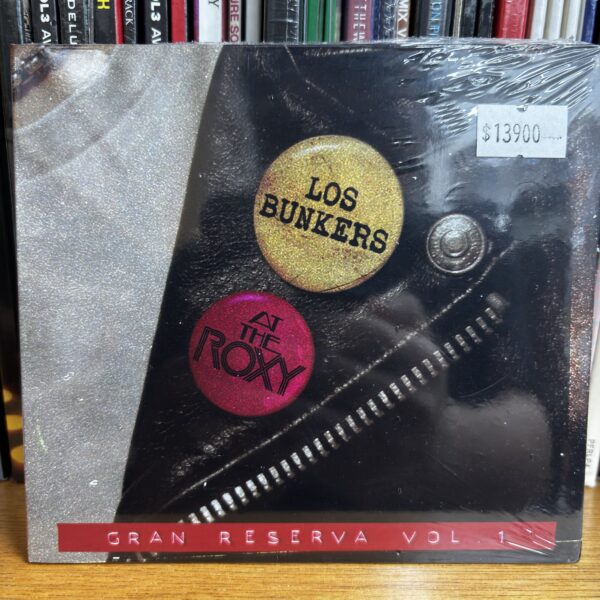 $13900
LOS
BUNKERS
AT
THE
ROXY
GRAN RESERVA VOL 1